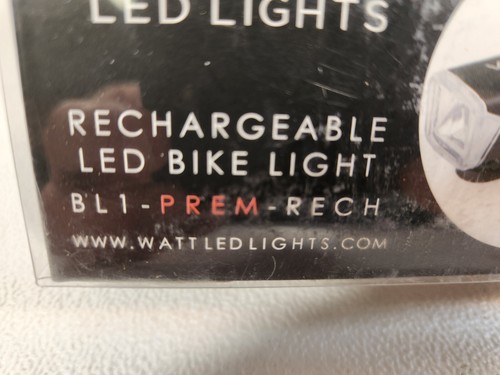 LED LIGHTS
RECHARGEABLE
LED BIKE LIGHT
BL1-PREM-RECH
WWW.WATTLEDLIGHTS.COM